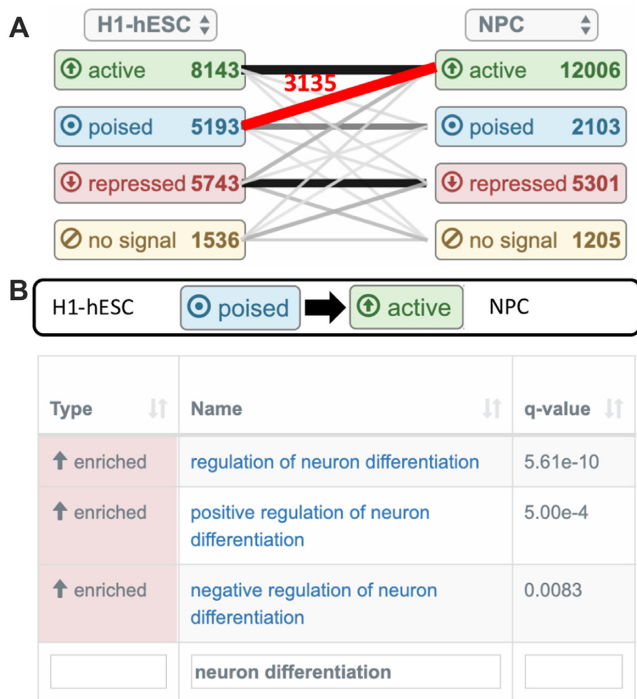 A
H1-hESC
NPC
active 8143
3135
active 12006
poised 5193
poised 2103
repressed 5743
repressed 5301
no signal 1536
no signal 1205
B
H1-hESC poised active NPC
Type Name q-value
enriched regulation of neuron differentiation 5.61e-10
enriched positive regulation of neuron 5.00e-4
differentiation
enriched negative regulation of neuron 0.0083
differentiation
neuron differentiation